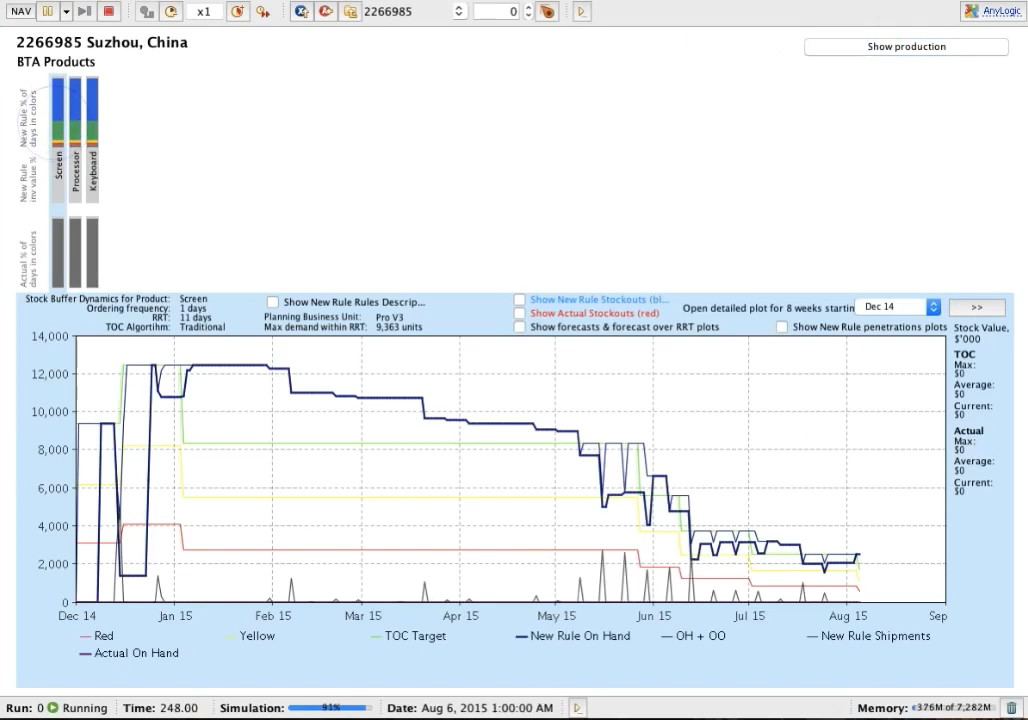 NAV x1 2266985 0 AnyLogic
2266985 Suzhou, China
Show production
BTA Products
New Rule % of
days in colors
New Rule
inv value %
Actual % of
days in colors
Screen
Processor
Keyboard
Stock Buffer Dynamics for Product: Screen
Ordering frequency: 1 days
RRT: 11 days
TOC Algortihm: Traditional
Show New Rule Rules Descrip...
Planning Business Unit: Pro V3
Max demand within RRT: 9,363 units
Show New Rule Stockouts (bl...
Show Actual Stockouts (red)
Show forecasts & forecast over RRT plots
Open detailed plot for 8 weeks startin Dec 14 >>
Show New Rule penetrations plots
Stock Value,
$'000
TOC
Max:
$0
Average:
$0
Current:
$0
Actual
Max:
$0
Average:
$0
Current:
$0
14,000
12,000
10,000
8,000
6,000
4,000
2,000
0
Dec 14 Jan 15 Feb 15 Mar 15 Apr 15 May 15 Jun 15 Jul 15 Aug 15 Sep
Red Yellow TOC Target New Rule On Hand OH + OO New Rule Shipments
Actual On Hand
Run: 0 Running Time: 248.00 Simulation: 91% Date: Aug 6, 2015 1:00:00 AM Memory: 376M of 7,282M